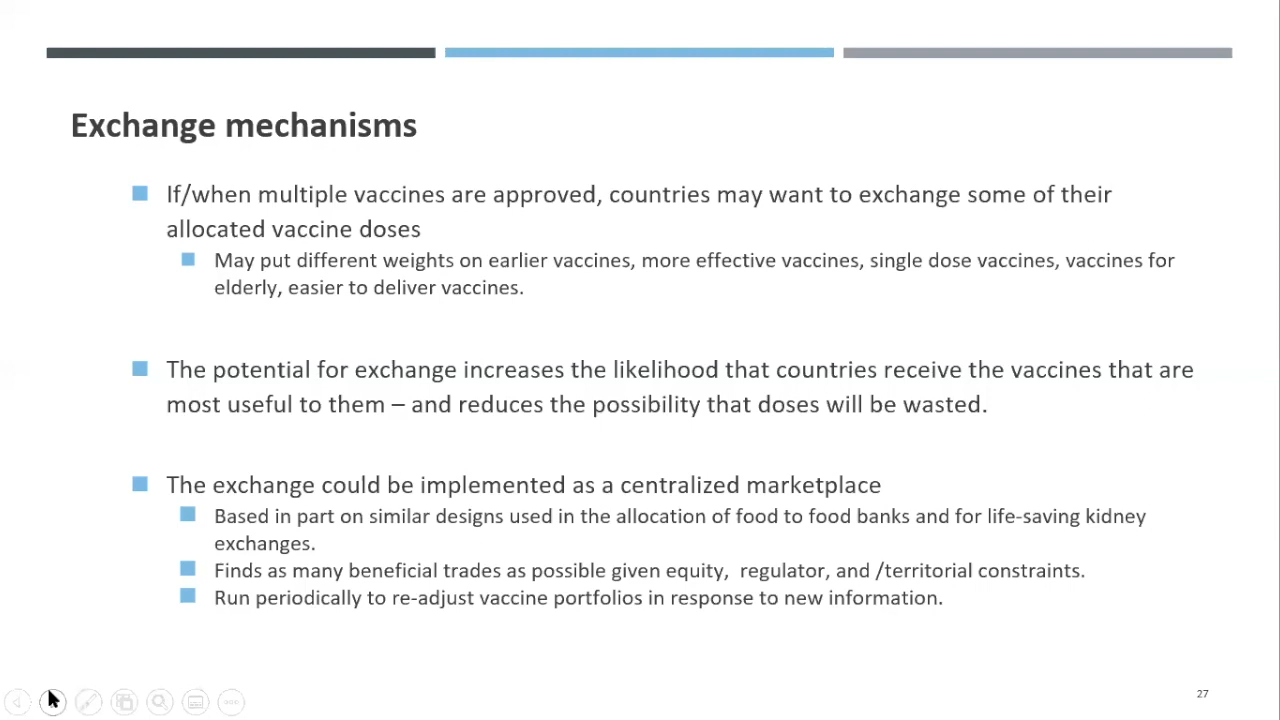 Exchange mechanisms
If/when multiple vaccines are approved, countries may want to exchange some of their
allocated vaccine doses
May put different weights on earlier vaccines, more effective vaccines, single dose vaccines, vaccines for
elderly, easier to deliver vaccines.
The potential for exchange increases the likelihood that countries receive the vaccines that are
most useful to them – and reduces the possibility that doses will be wasted.
The exchange could be implemented as a centralized marketplace
Based in part on similar designs used in the allocation of food to food banks and for life-saving kidney
exchanges.
Finds as many beneficial trades as possible given equity,  regulator, and /territorial constraints.
Run periodically to re-adjust vaccine portfolios in response to new information.
27